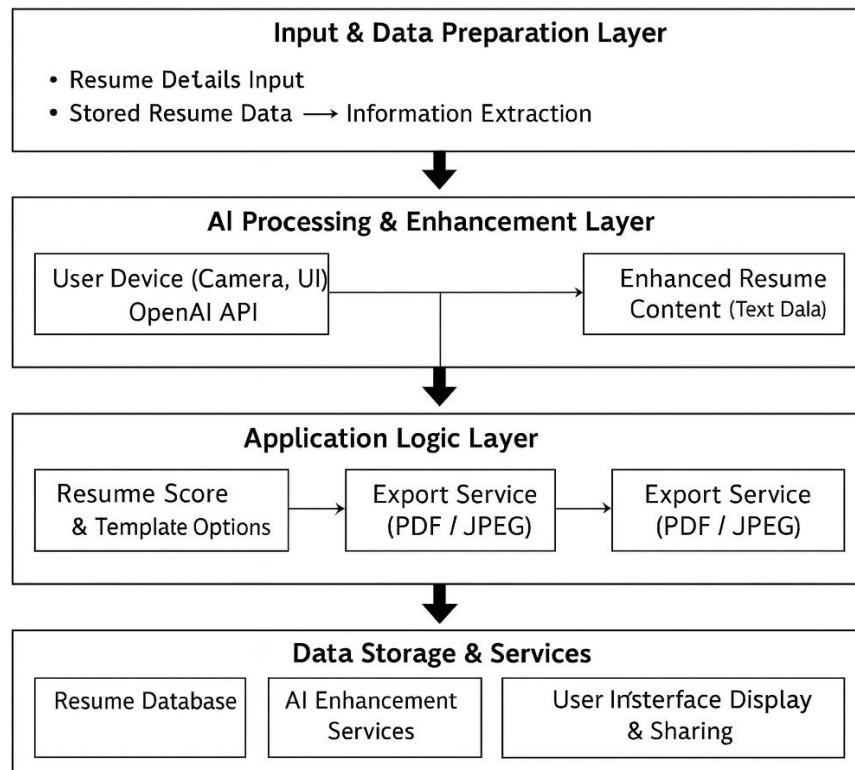 Input & Data Preparation Layer
• Resume Details Input
• Stored Resume Data → Information Extraction
AI Processing & Enhancement Layer
User Device (Camera, UI)
OpenAI API
Enhanced Resume
Content (Text Dala)
Application Logic Layer
Resume Score
& Template Options
Export Service
(PDF / JPEG)
Export Service
(PDF / JPEG)
Data Storage & Services
Resume Database
AI Enhancement
Services
User Insterface Display
& Sharing